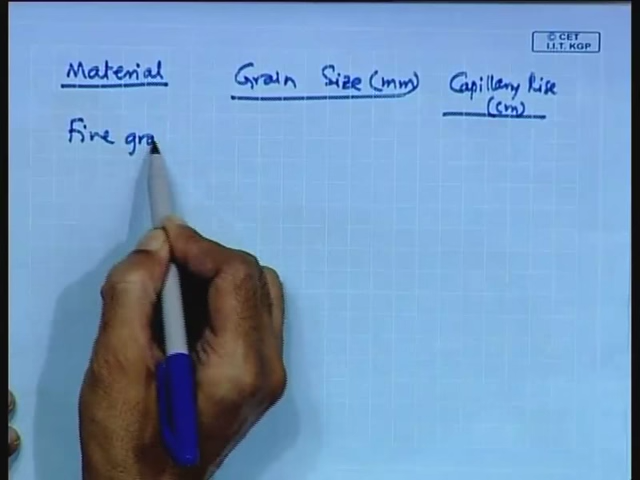 © CET
I.I.T. KGP
Material Grain Size (mm) Capillary Rise
(cm)
Fine gra